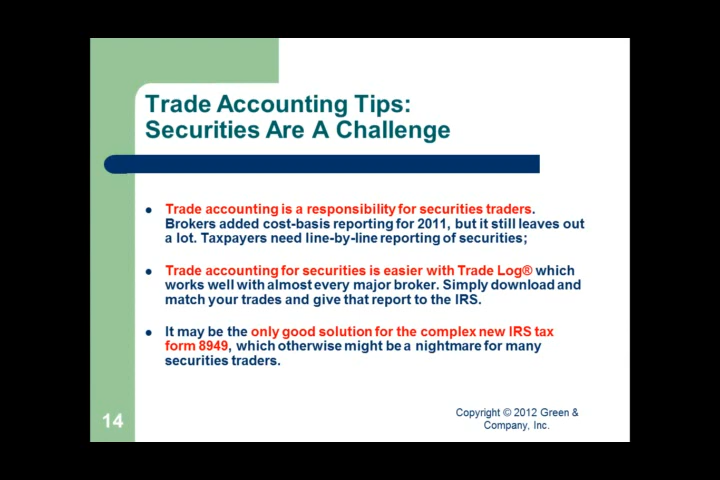 Trade Accounting Tips:
Securities Are A Challenge
Trade accounting is a responsibility for securities traders.
Brokers added cost-basis reporting for 2011, but it still leaves out
a lot. Taxpayers need line-by-line reporting of securities;
Trade accounting for securities is easier with Trade Log® which
works well with almost every major broker. Simply download and
match your trades and give that report to the IRS.
It may be the only good solution for the complex new IRS tax
form 8949, which otherwise might be a nightmare for many
securities traders.
14
Copyright © 2012 Green &
Company, Inc.